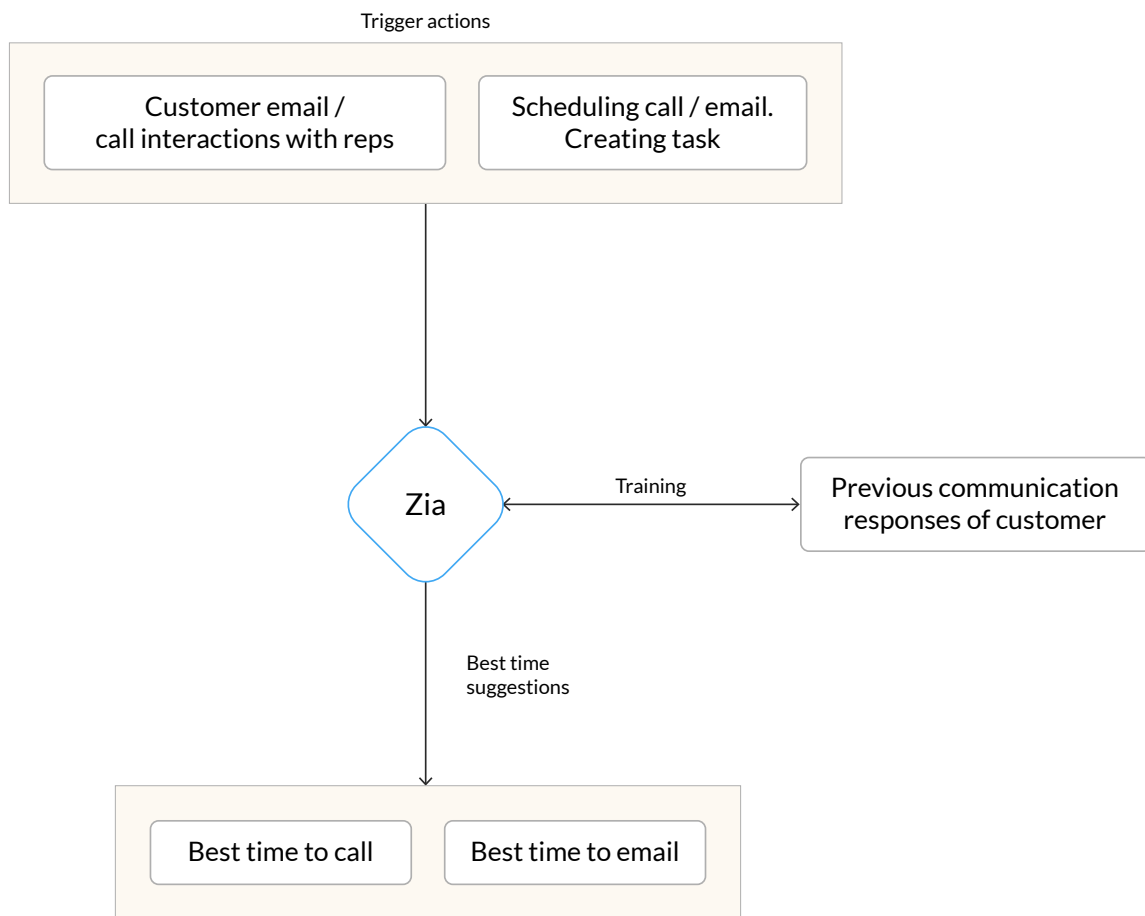 Trigger actions
Customer email /
call interactions with reps
Scheduling call / email.
Creating task
Zia
Training
Previous communication
responses of customer
Best time
suggestions
Best time to call
Best time to email